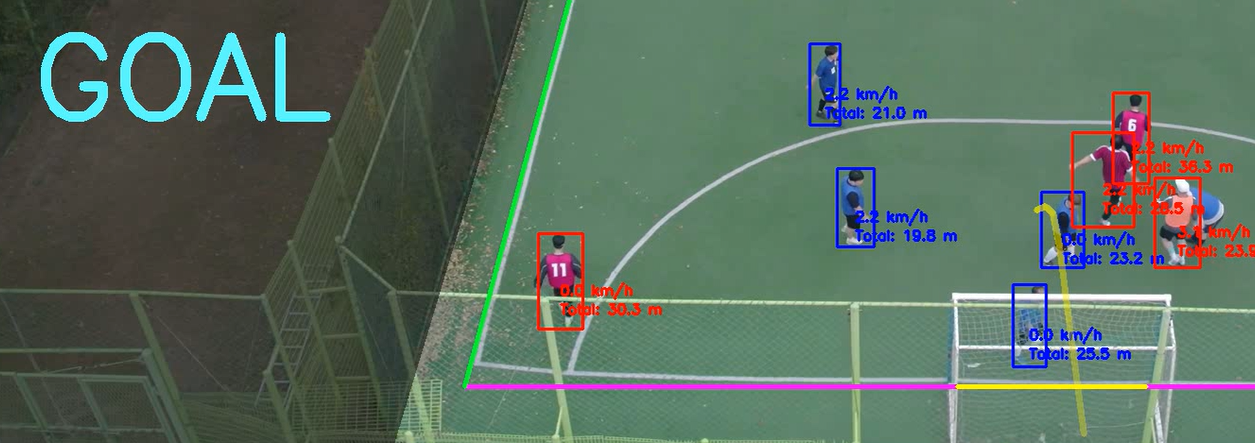 GOAL
2.2 km/h
Total: 21.0 m
6
2.2 km/h
Total: 36.3 m
2.2 km/h
Total: 26.5 m
2.2 km/h
Total: 19.8 m
0.0 km/h
Total: 23.2 m
km/h
Total: 23.9
11
0.0 km/h
Total: 30.3 m
0.0 km/h
Total: 25.5 m